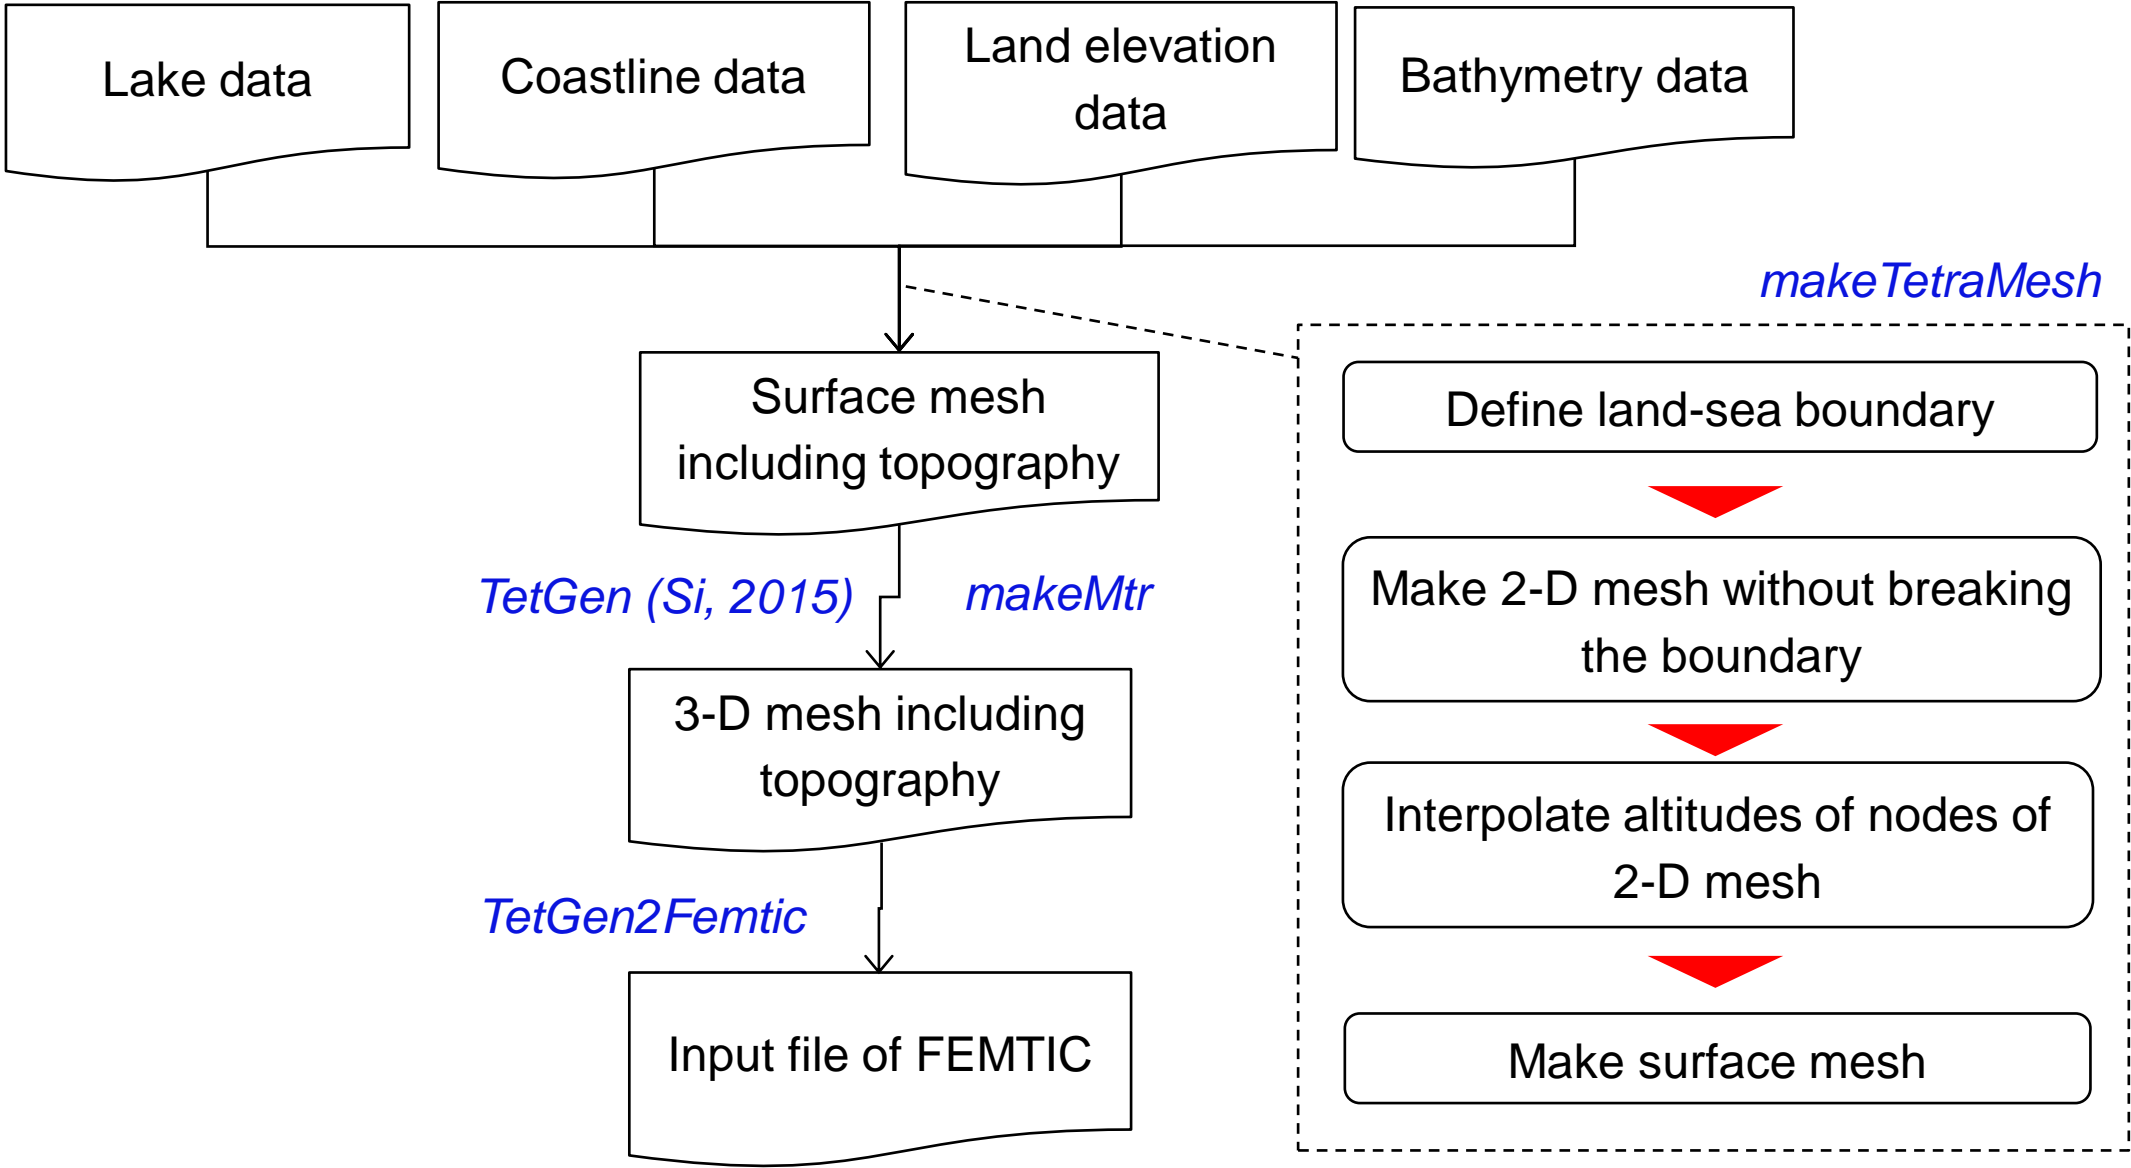 Lake data
Coastline data
Land elevation
data
Bathymetry data
makeTetraMesh
Surface mesh
including topography
TetGen (Si, 2015)
makeMtr
3-D mesh including
topography
TetGen2Femtic
Input file of FEMTIC
Define land-sea boundary
Make 2-D mesh without breaking
the boundary
Interpolate altitudes of nodes of
2-D mesh
Make surface mesh